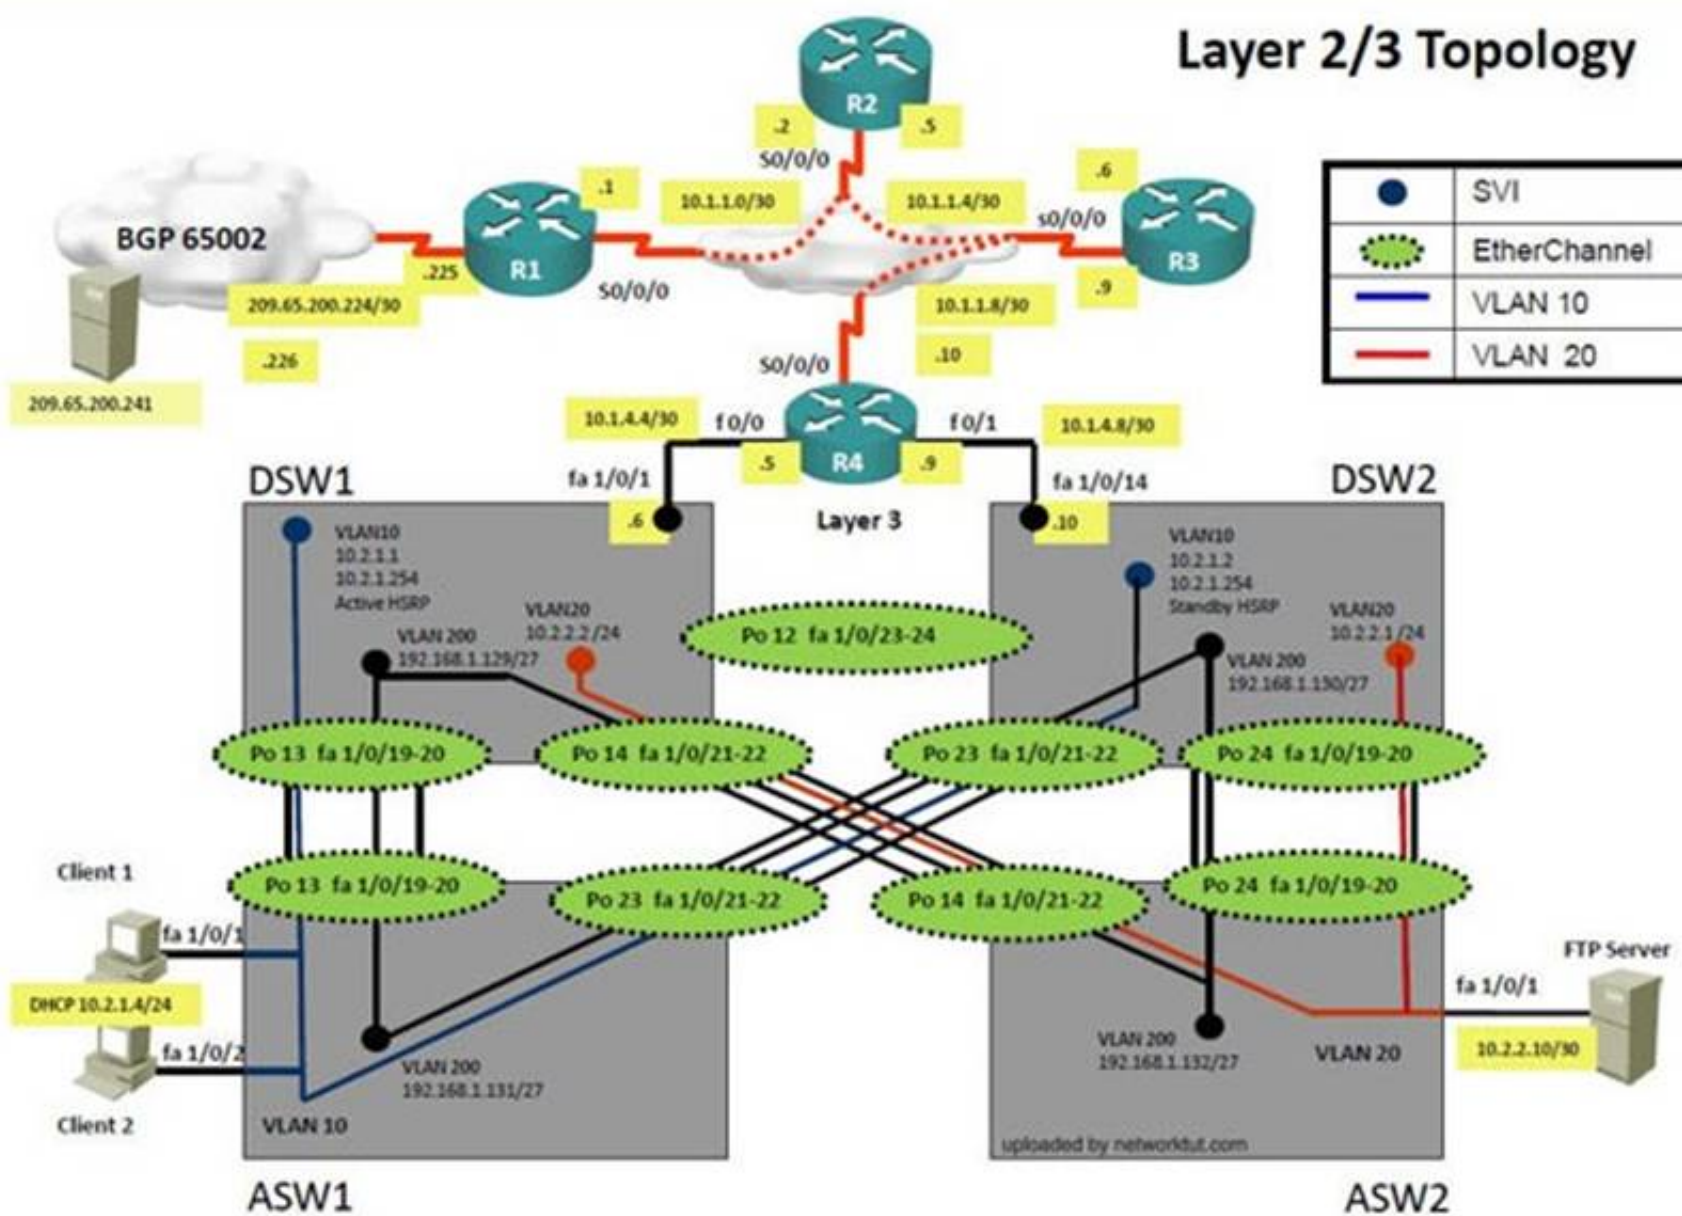 Layer 2/3 Topology
R2
.2
.5
S0/0/0
.1
10.1.1.0/30
10.1.1.4/30
.6
s0/0/0
R3
.9
BGP 65002
R1
.225
S0/0/0
209.65.200.224/30
.226
209.65.200.241
10.1.1.8/30
.10
S0/0/0
SVI
EtherChannel
VLAN 10
VLAN 20
10.1.4.4/30
f 0/0
f 0/1
10.1.4.8/30
.5
R4
.9
fa 1/0/1
fa 1/0/14
DSW1
DSW2
.6
Layer 3
.10
VLAN10
10.2.1.1
10.2.1.254
Active HSRP
VLAN 200
192.168.1.129/27
VLAN20
10.2.2.2 /24
Po 12 fa 1/0/23-24
VLAN10
10.2.1.2
10.2.1.254
Standby HSRP
VLAN20
10.2.2.1 /24
VLAN 200
192.168.1.130/27
Po 13 fa 1/0/19-20
Po 14 fa 1/0/21-22
Po 23 fa 1/0/21-22
Po 24 fa 1/0/19-20
Po 13 fa 1/0/19-20
Po 23 fa 1/0/21-22
Po 14 fa 1/0/21-22
Po 24 fa 1/0/19-20
Client 1
fa 1/0/1
DHCP 10.2.1.4/24
fa 1/0/2
Client 2
VLAN 200
192.168.1.131/27
VLAN 10
VLAN 200
192.168.1.132/27
VLAN 20
FTP Server
fa 1/0/1
10.2.2.10/30
uploaded by networktut.com
ASW1
ASW2